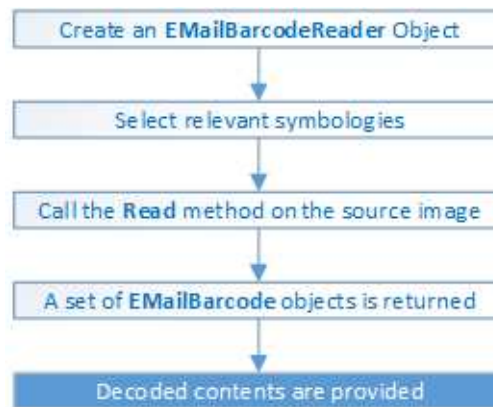 Create an EMailBarcodeReader Object
Select relevant symbologies
Call the Read method on the source image
A set of EMailBarcode objects is returned
Decoded contents are provided